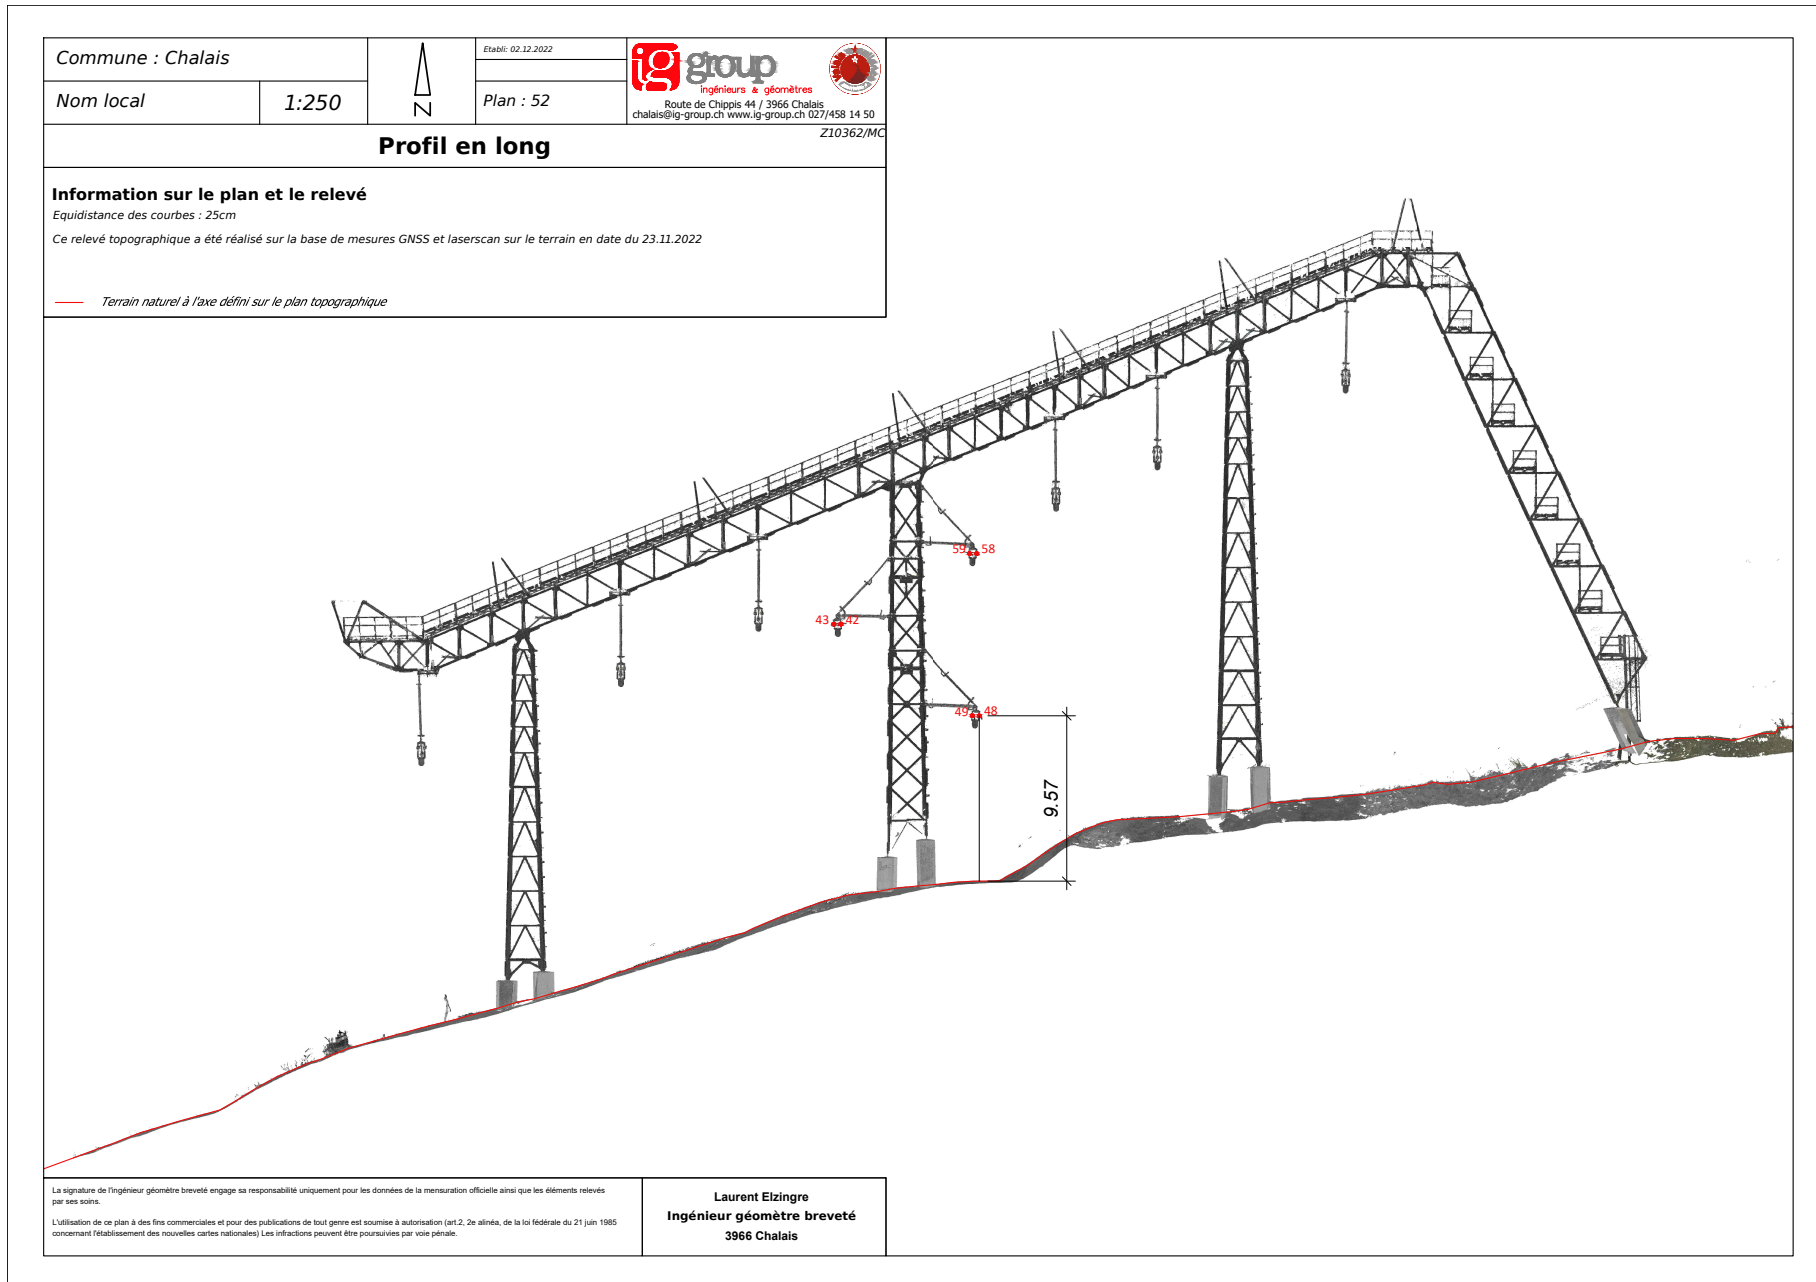 Commune : Chalais
Nom local
1:250
N
Etabli: 02.12.2022
Plan : 52
ig group
ingénieurs & géomètres
Route de Chippis 44 / 3966 Chalais
chalais@ig-group.ch www.ig-group.ch 027/458 14 50
Z10362/MC
Profil en long
Information sur le plan et le relevé
Equidistance des courbes : 25cm
Ce relevé topographique a été réalisé sur la base de mesures GNSS et laserscan sur le terrain en date du 23.11.2022
Terrain naturel à l'axe défini sur le plan topographique
59 58
43 42
49 48
9.57
La signature de l'ingénieur géomètre breveté engage sa responsabilité uniquement pour les données de la mensuration officielle ainsi que les éléments relevés
par ses soins.
L'utilisation de ce plan à des fins commerciales et pour des publications de tout genre est soumise à autorisation (art.2, 2e alinéa, de la loi fédérale du 21 juin 1985
concernant l'établissement des nouvelles cartes nationales) Les infractions peuvent être poursuivies par voie pénale.
Laurent Elzingre
Ingénieur géomètre breveté
3966 Chalais